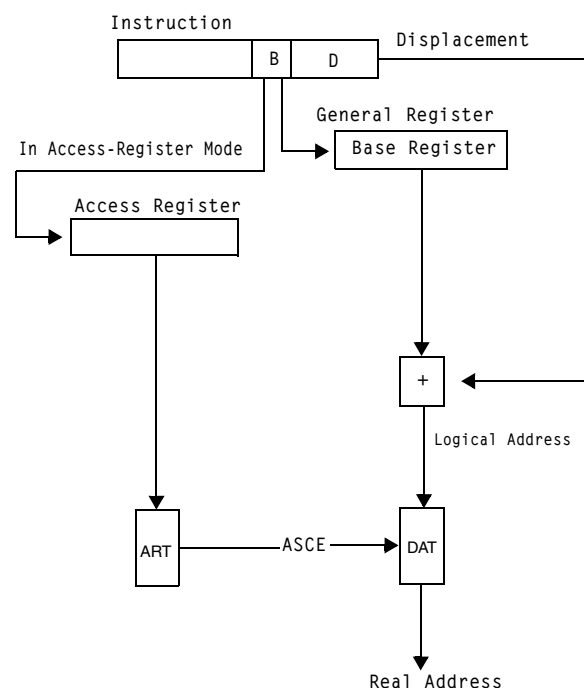 Instruction
Displacement
B D
General Register
Base Register
In Access-Register Mode
Access Register
+
Logical Address
ART
ASCE
DAT
Real Address